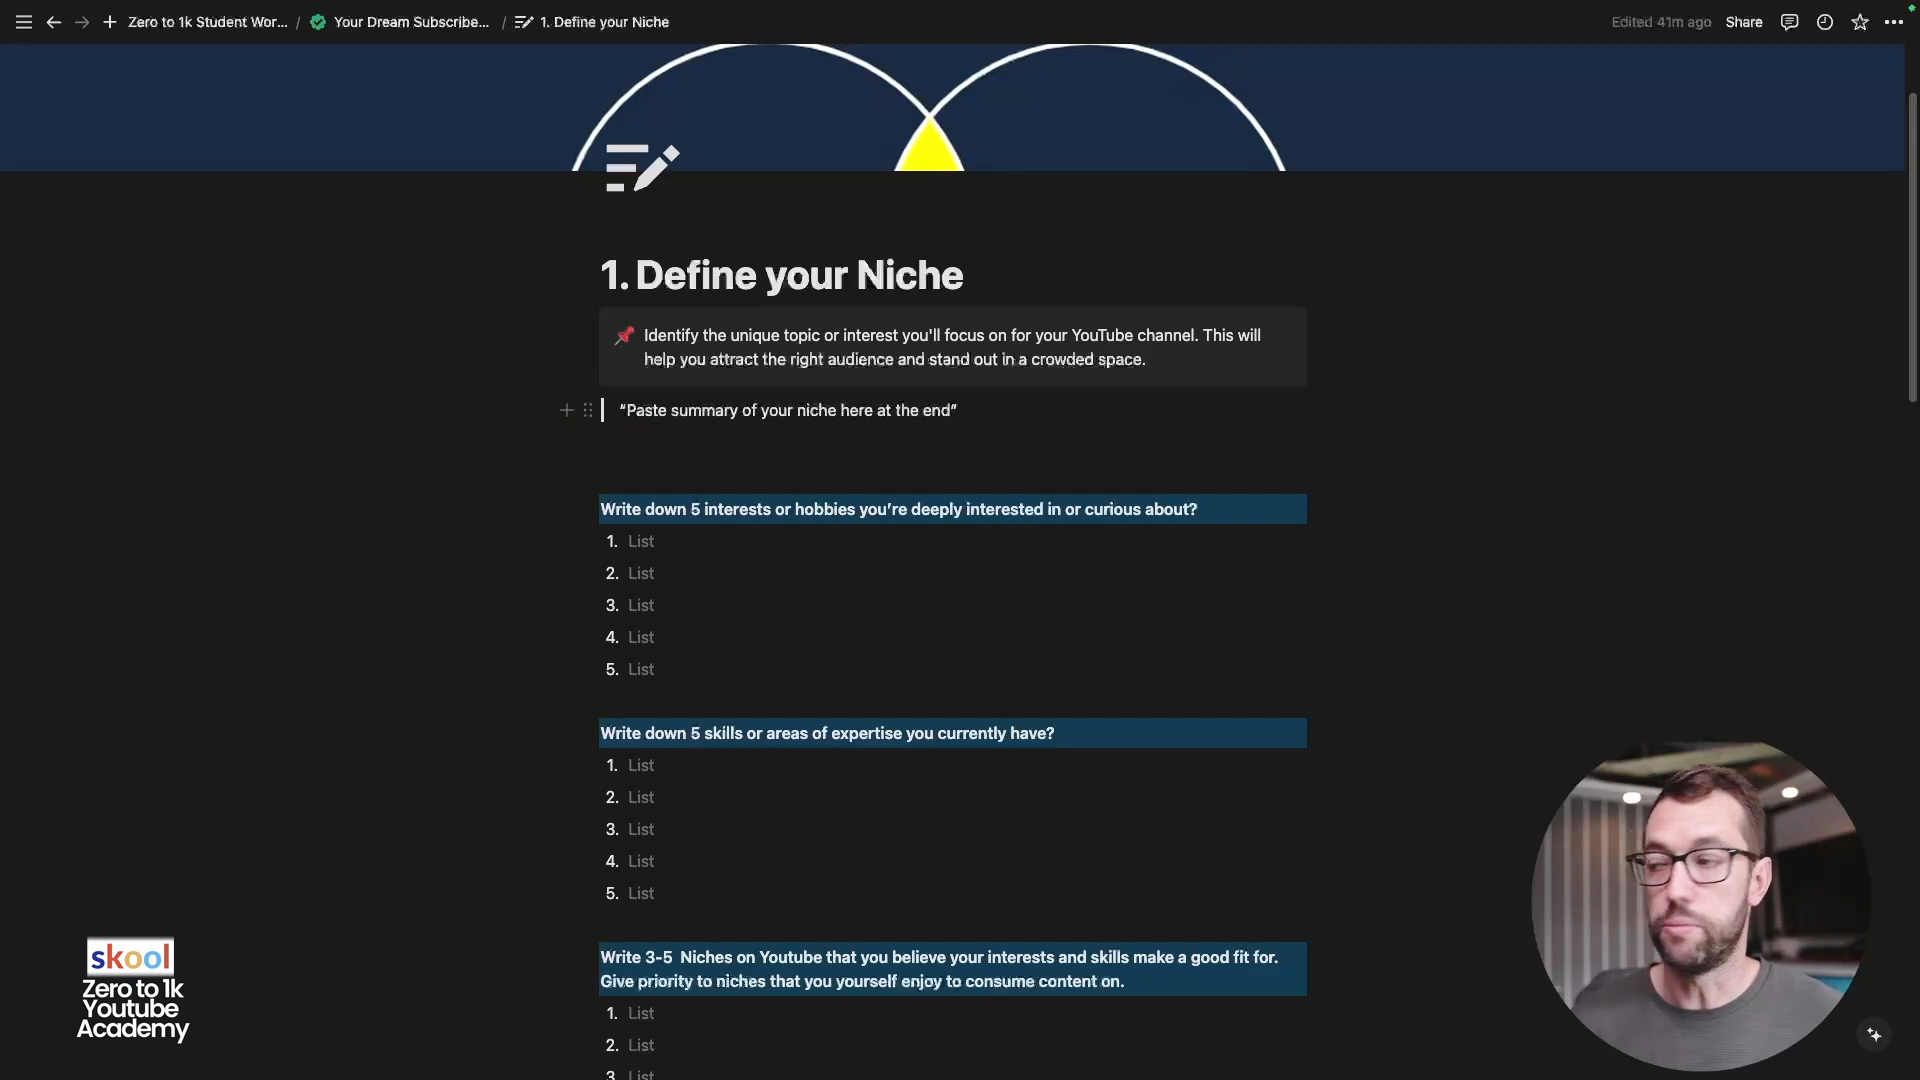 Zero to 1k Student Wor... / Your Dream Subscribe... / 1. Define your Niche
Edited 41m ago Share
1. Define your Niche
Identify the unique topic or interest you'll focus on for your YouTube channel. This will
help you attract the right audience and stand out in a crowded space.
“Paste summary of your niche here at the end”
Write down 5 interests or hobbies you’re deeply interested in or curious about?
1. List
2. List
3. List
4. List
5. List
Write down 5 skills or areas of expertise you currently have?
1. List
2. List
3. List
4. List
5. List
Write 3-5 Niches on Youtube that you believe your interests and skills make a good fit for.
Give priority to niches that you yourself enjoy to consume content on.
1. List
2. List
3. List
skool
Zero to 1k
Youtube
Academy